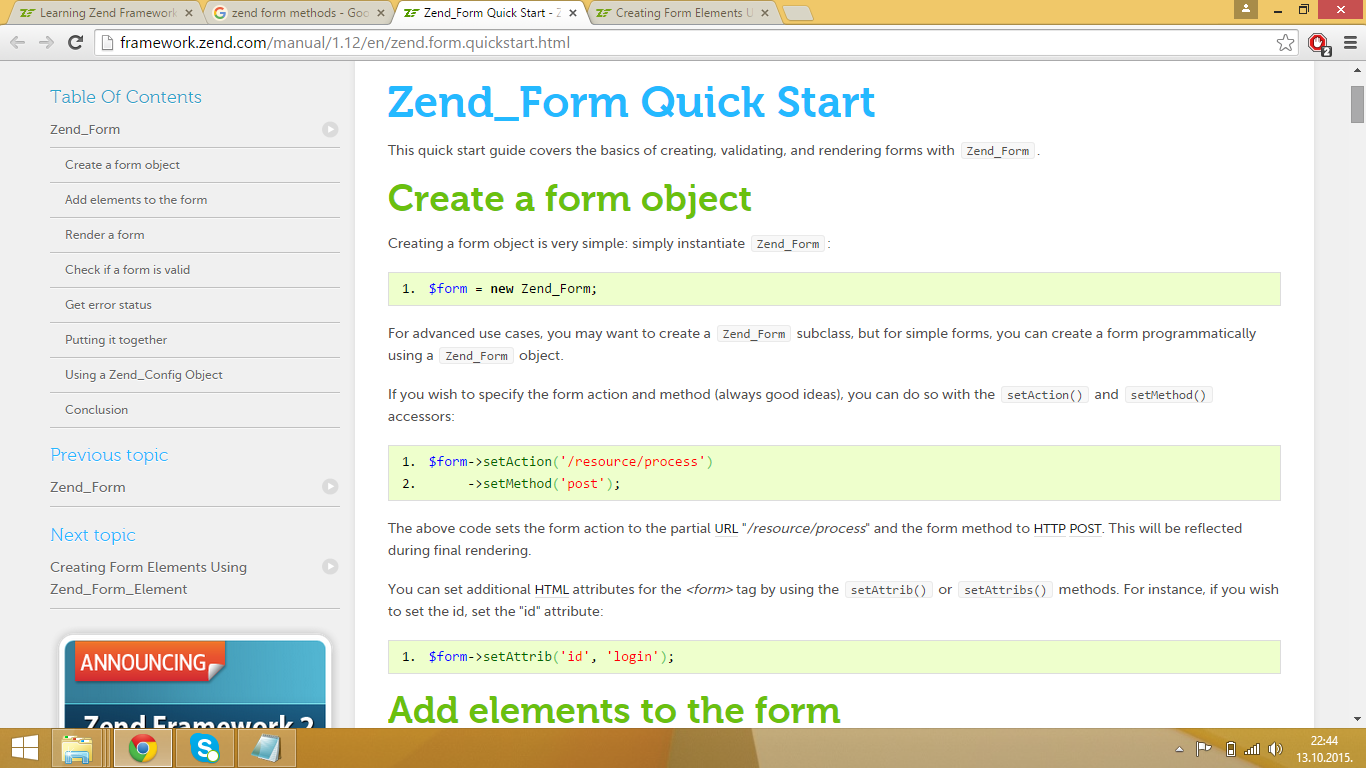 Learning Zend Framework
zend form methods - Goo
Zend_Form Quick Start - Z
Creating Form Elements U
framework.zend.com/manual/1.12/en/zend.form.quickstart.html
2
Table Of Contents
Zend_Form
Create a form object
Add elements to the form
Render a form
Check if a form is valid
Get error status
Putting it together
Using a Zend_Config Object
Conclusion
Previous topic
Zend_Form
Next topic
Creating Form Elements Using
Zend_Form_Element
ANNOUNCING
Zend Framework 2
Zend_Form Quick Start
This quick start guide covers the basics of creating, validating, and rendering forms with Zend_Form .
Create a form object
Creating a form object is very simple: simply instantiate Zend_Form :
1. $form = new Zend_Form;
For advanced use cases, you may want to create a Zend_Form subclass, but for simple forms, you can create a form programmatically
using a Zend_Form object.
If you wish to specify the form action and method (always good ideas), you can do so with the setAction() and setMethod()
accessors:
1. $form->setAction('/resource/process')
2. ->setMethod('post');
The above code sets the form action to the partial URL "/resource/process" and the form method to HTTP POST. This will be reflected
during final rendering.
You can set additional HTML attributes for the <form> tag by using the setAttrib() or setAttribs() methods. For instance, if you wish
to set the id, set the "id" attribute:
1. $form->setAttrib('id', 'login');
Add elements to the form
22:44
13.10.2015.